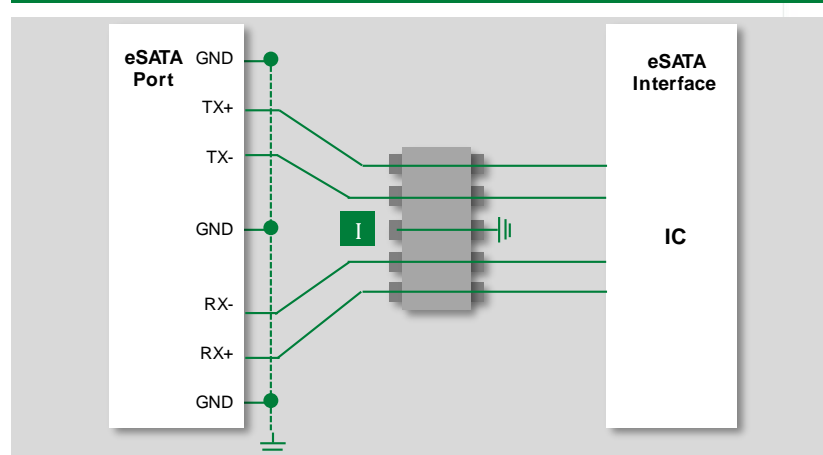 eSATA
Port
GND
TX+
TX-
GND
RX-
RX+
GND
I
eSATA
Interface
IC